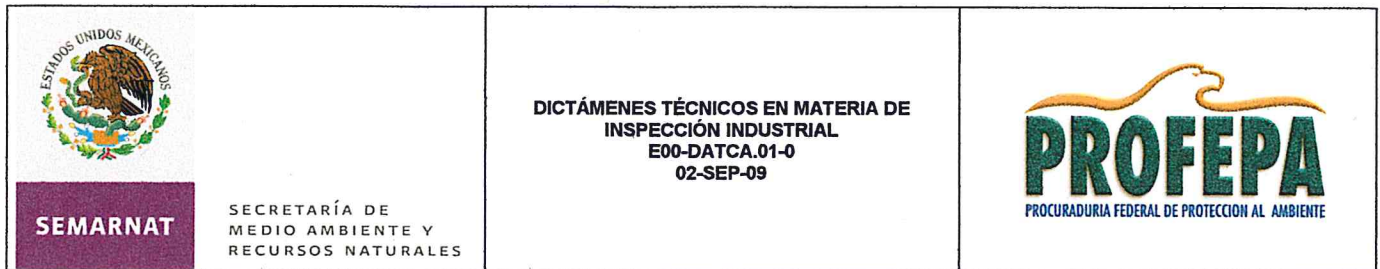 ESTADOS UNIDOS MEXICANOS
SEMARNAT
SECRETARÍA DE
MEDIO AMBIENTE Y
RECURSOS NATURALES
DICTÁMENES TÉCNICOS EN MATERIA DE
INSPECCIÓN INDUSTRIAL
E00-DATCA.01-0
02-SEP-09
PROFEPA
PROCURADURIA FEDERAL DE PROTECCION AL AMBIENTE